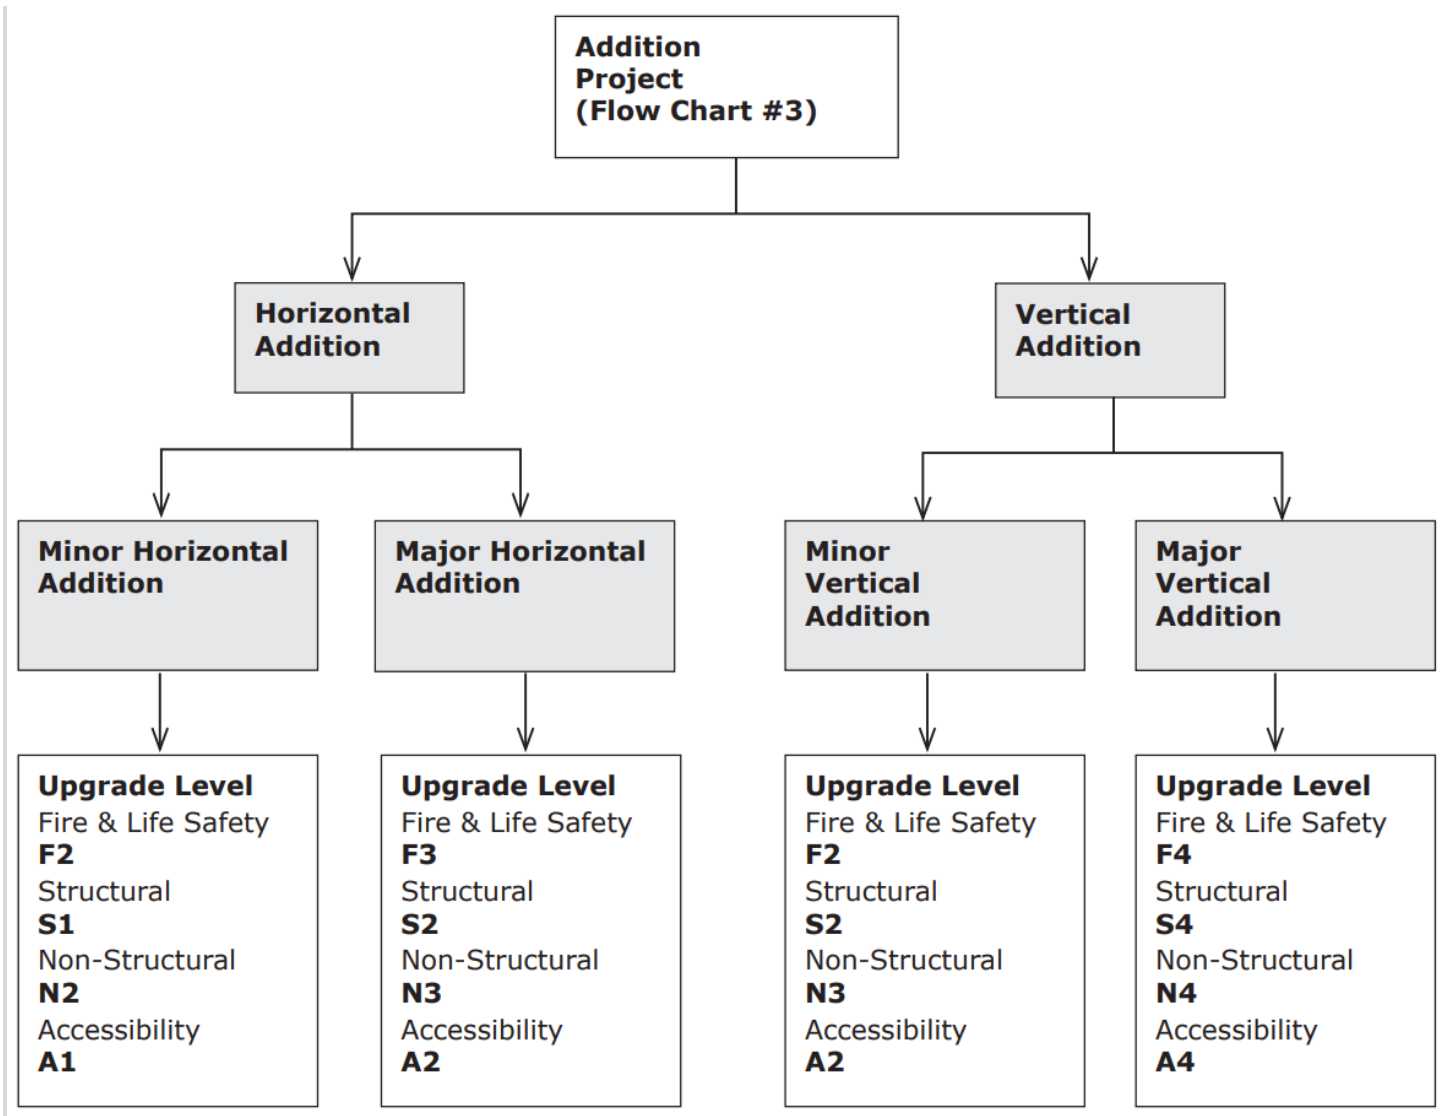 Addition
Project
(Flow Chart #3)
Horizontal
Addition
Vertical
Addition
Minor Horizontal
Addition
Major Horizontal
Addition
Minor
Vertical
Addition
Major
Vertical
Addition
Upgrade Level
Fire & Life Safety
F2
Structural
S1
Non-Structural
N2
Accessibility
A1
Upgrade Level
Fire & Life Safety
F3
Structural
S2
Non-Structural
N3
Accessibility
A2
Upgrade Level
Fire & Life Safety
F2
Structural
S2
Non-Structural
N3
Accessibility
A2
Upgrade Level
Fire & Life Safety
F4
Structural
S4
Non-Structural
N4
Accessibility
A4